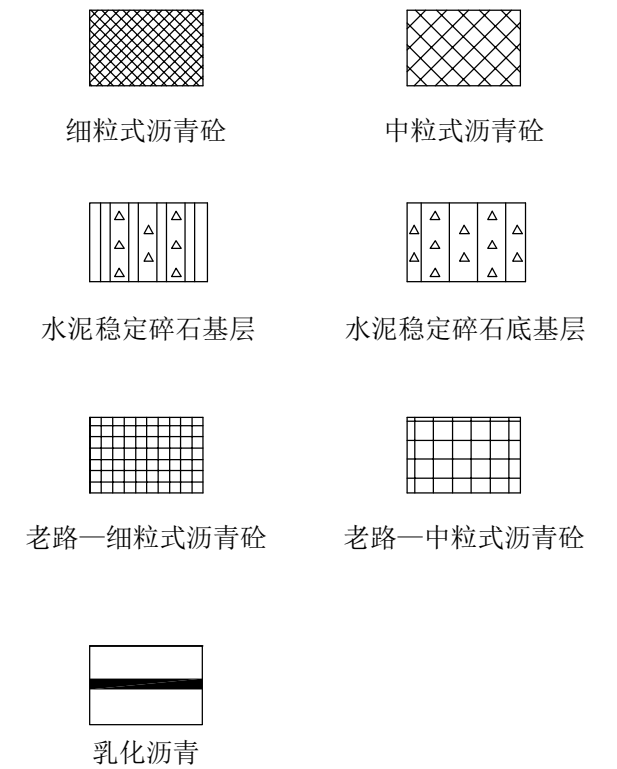 细粒式沥青砼
中粒式沥青砼
水泥稳定碎石基层
水泥稳定碎石底基层
老路—细粒式沥青砼
老路—中粒式沥青砼
乳化沥青